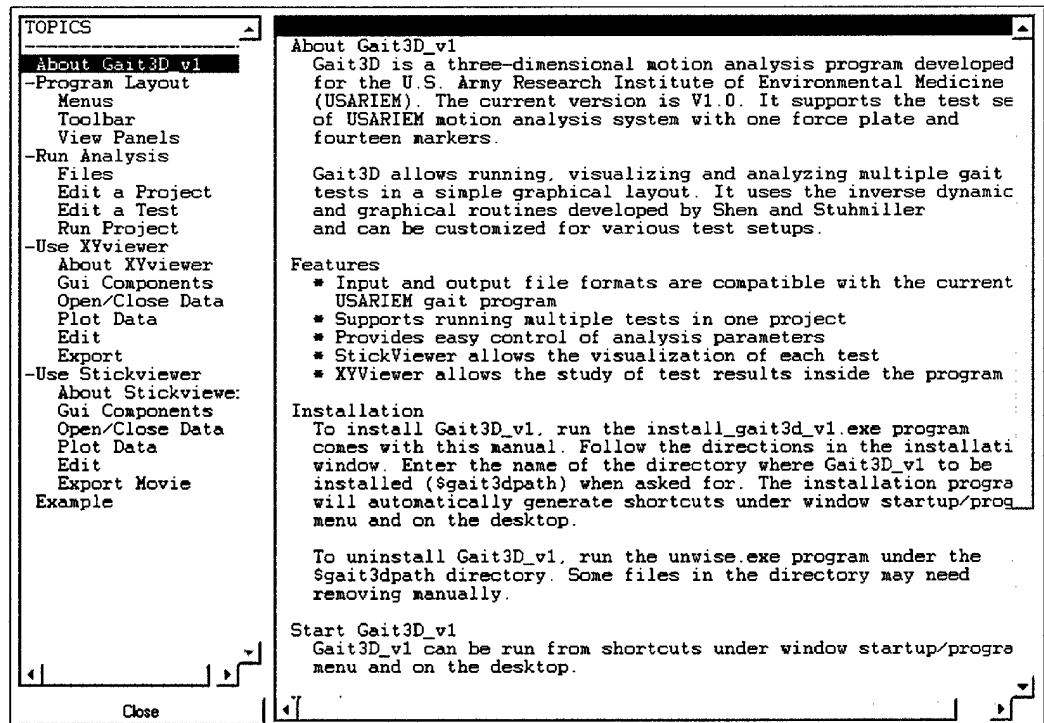 TOPICS
About Gait3D_v1
-Program Layout
Menus
Toolbar
View Panels
-Run Analysis
Files
Edit a Project
Edit a Test
Run Project
-Use XYviewer
About XYviewer
Gui Components
Open/Close Data
Plot Data
Edit
Export
-Use Stickviewer
About Stickviewe:
Gui Components
Open/Close Data
Plot Data
Edit
Export Movie
Example
Close
About Gait3D_v1
Gait3D is a three-dimensional motion analysis program developed
for the U.S. Army Research Institute of Environmental Medicine
(USARIEM). The current version is V1.0. It supports the test se
of USARIEM motion analysis system with one force plate and
fourteen markers.
Gait3D allows running, visualizing and analyzing multiple gait
tests in a simple graphical layout. It uses the inverse dynamic
and graphical routines developed by Shen and Stuhmiller
and can be customized for various test setups.
Features
* Input and output file formats are compatible with the current
USARIEM gait program
* Supports running multiple tests in one project
* Provides easy control of analysis parameters
* StickViewer allows the visualization of each test
* XYViewer allows the study of test results inside the program
Installation
To install Gait3D_v1, run the install_gait3d_v1.exe program
comes with this manual. Follow the directions in the installati
window. Enter the name of the directory where Gait3D_v1 to be
installed ($gait3dpath) when asked for. The installation progra
will automatically generate shortcuts under window startup/prog
menu and on the desktop.
To uninstall Gait3D_v1, run the unwise.exe program under the
$gait3dpath directory. Some files in the directory may need
removing manually.
Start Gait3D_v1
Gait3D_v1 can be run from shortcuts under window startup/progra
menu and on the desktop.